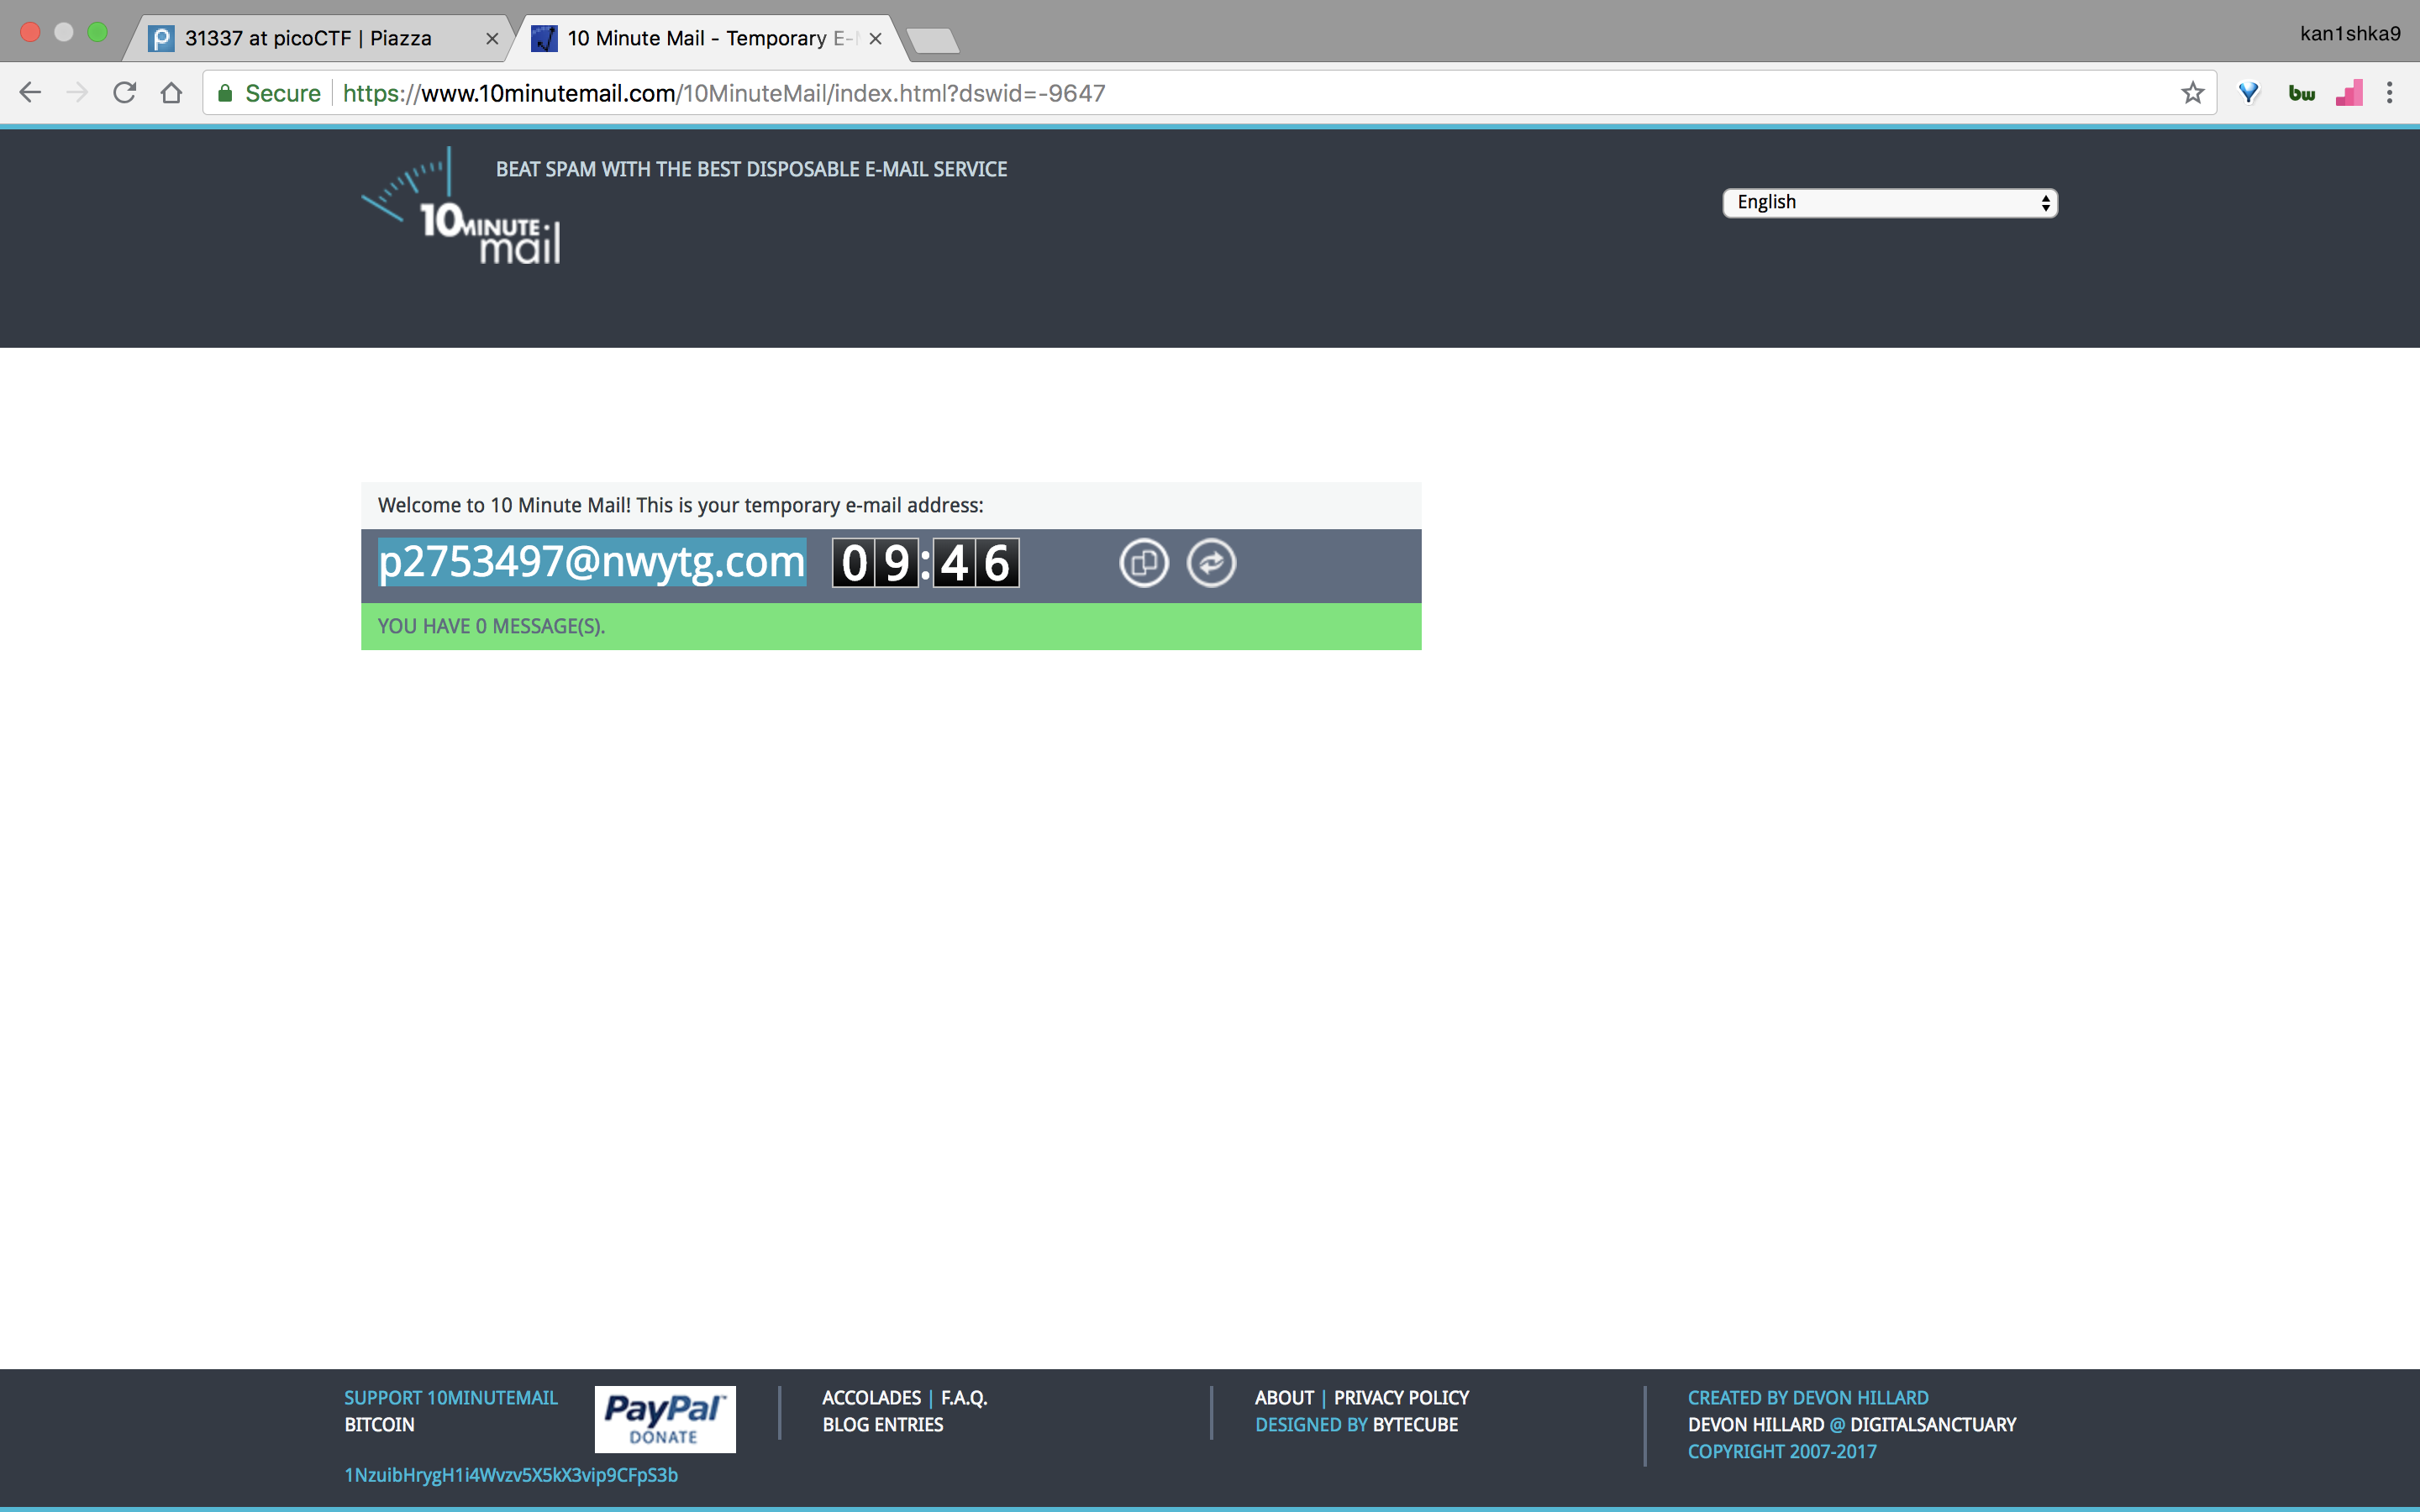 31337 at picoCTF | Piazza
10 Minute Mail - Temporary E-
kan1shka9
Secure
https://www.10minutemail.com/10MinuteMail/index.html?dswid=-9647
bw
BEAT SPAM WITH THE BEST DISPOSABLE E-MAIL SERVICE
10MINUTE
mail
English
Welcome to 10 Minute Mail! This is your temporary e-mail address:
p2753497@nwytg.com 09:46
YOU HAVE 0 MESSAGE(S).
SUPPORT 10MINUTEMAIL
BITCOIN
PayPal™
DONATE
1NzuibHrygH1i4Wvzv5X5kX3vip9CFpS3b
ACCOLADES | F.A.Q.
BLOG ENTRIES
ABOUT | PRIVACY POLICY
DESIGNED BY BYTECUBE
CREATED BY DEVON HILLARD
DEVON HILLARD @ DIGITALSANCTUARY
COPYRIGHT 2007-2017